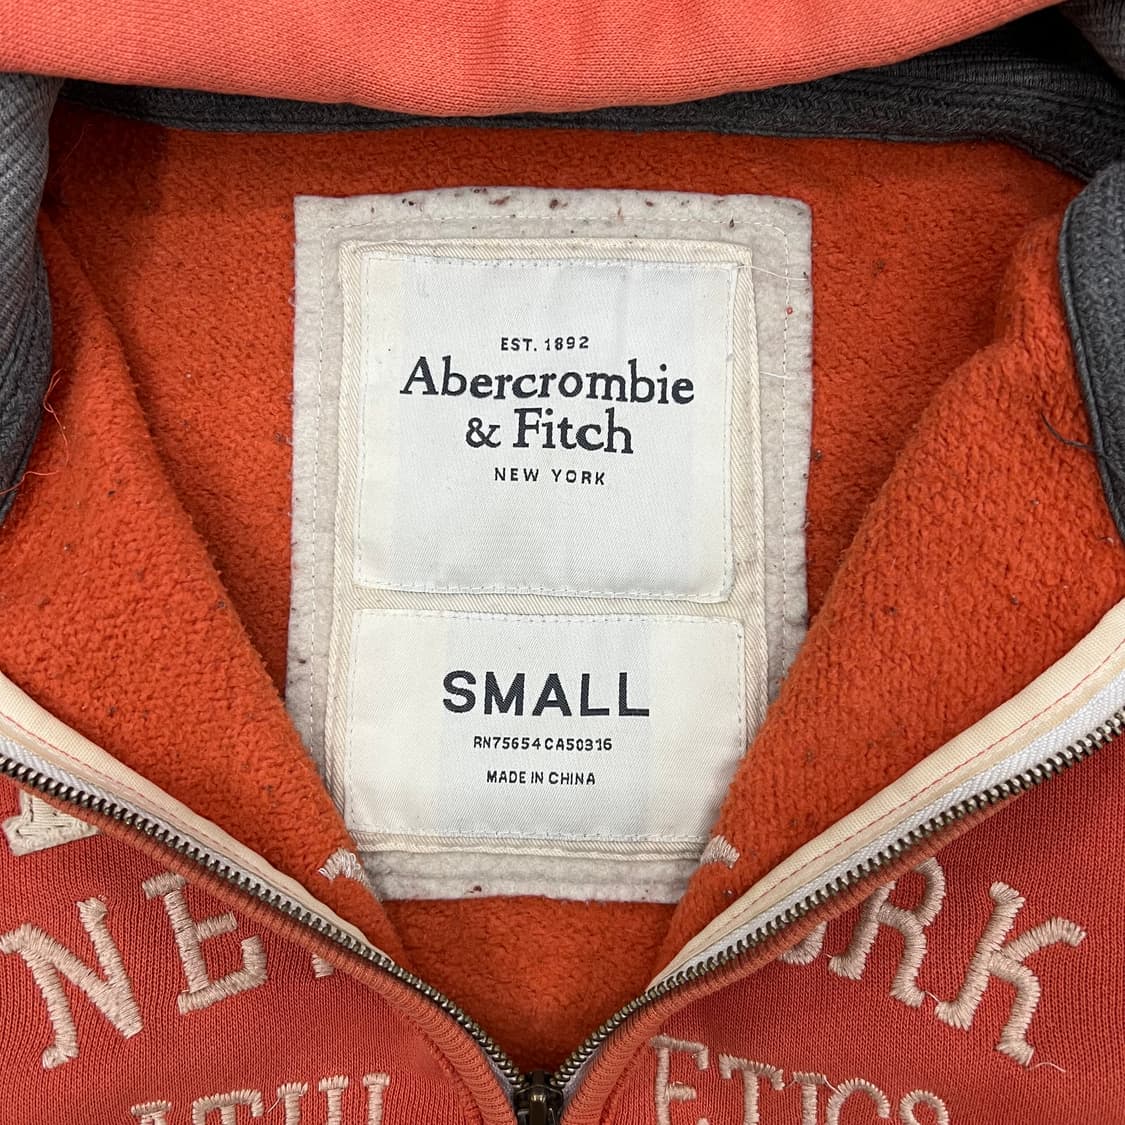 EST. 1892
Abercrombie
& Fitch
NEW YORK
SMALL
RN75654 CA50316
MADE IN CHINA